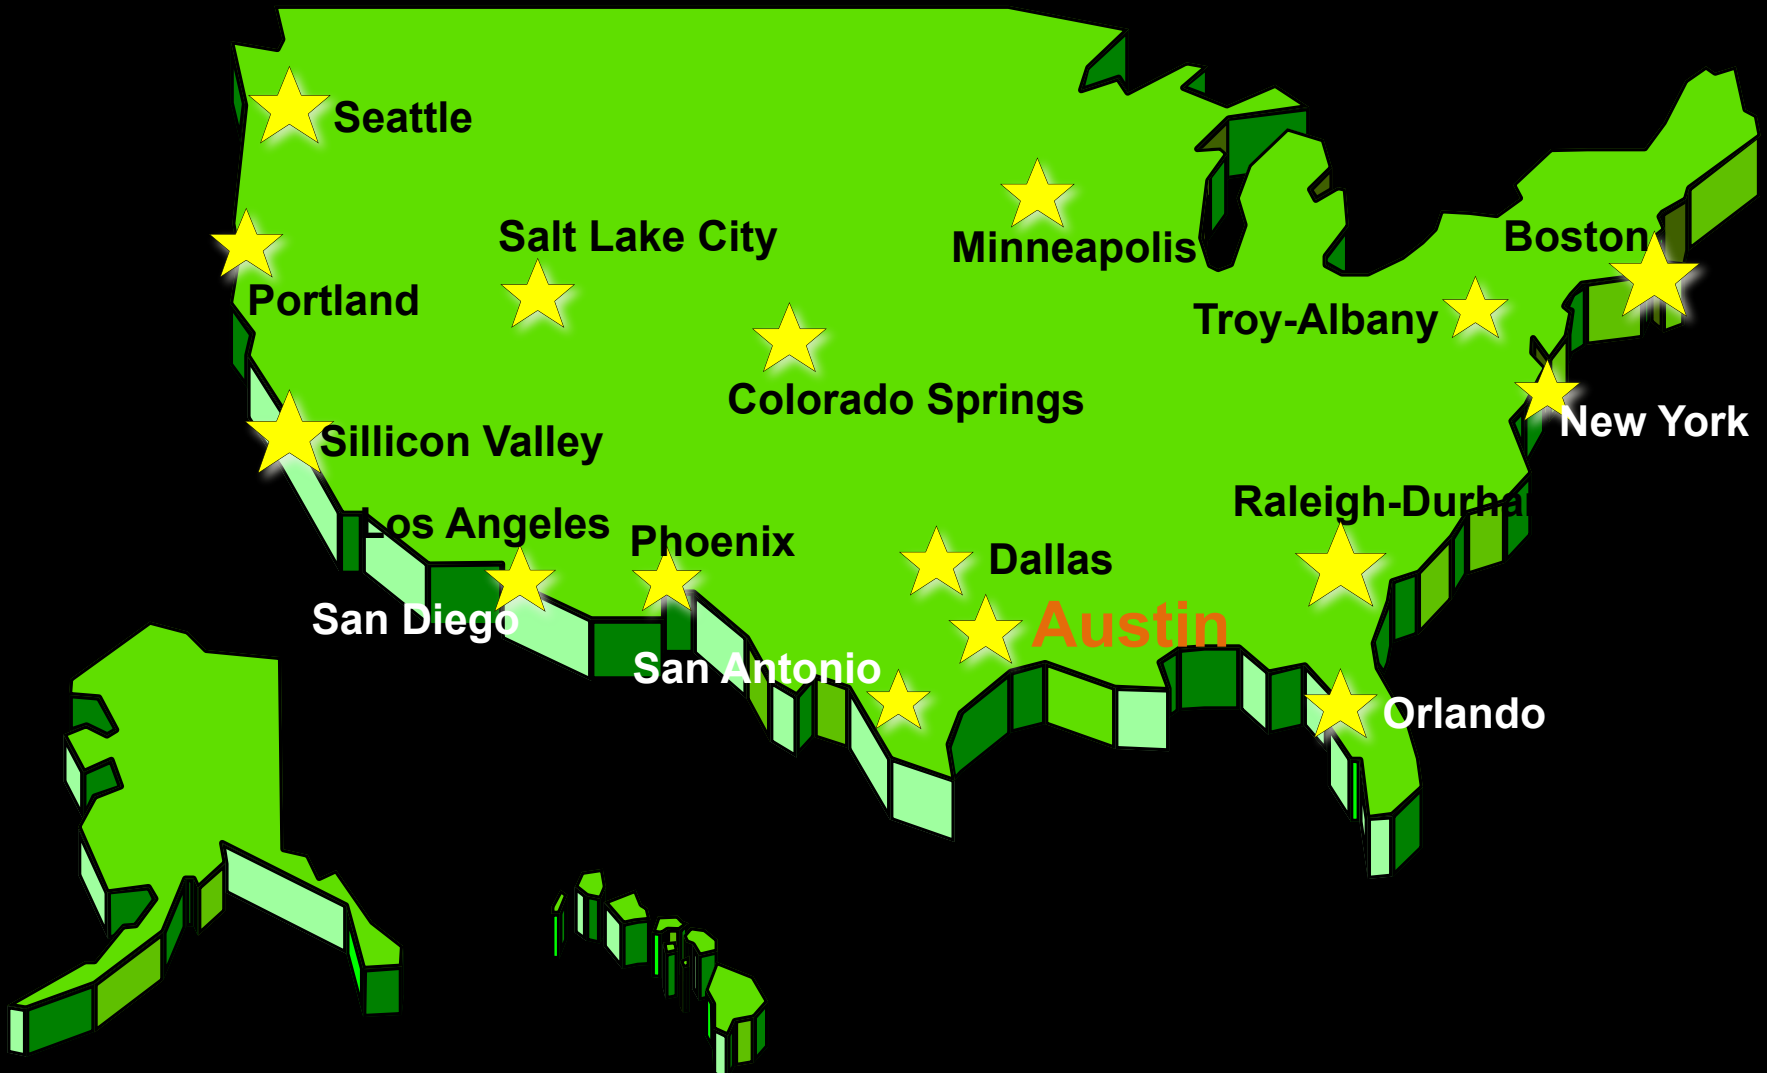 Seattle
Salt Lake City
Boston
Minneapolis
Portland
Troy-Albany
Colorado Springs
New York
Sillicon Valley
Raleigh-Durha
Los Angeles
Phoenix
Dallas
San Diego
Austin
San Antonio
Orlando